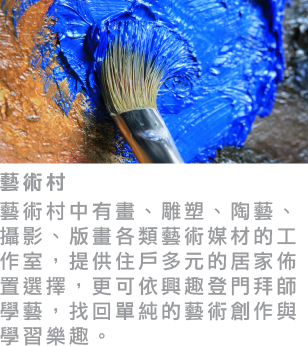 藝術村
藝術村中有畫、雕塑、陶藝、
攝影、版畫各類藝術媒材的工
作室，提供住戶多元的居家佈
置選擇，更可依興趣登門拜師
學藝，找回單純的藝術創作與
學習樂趣。